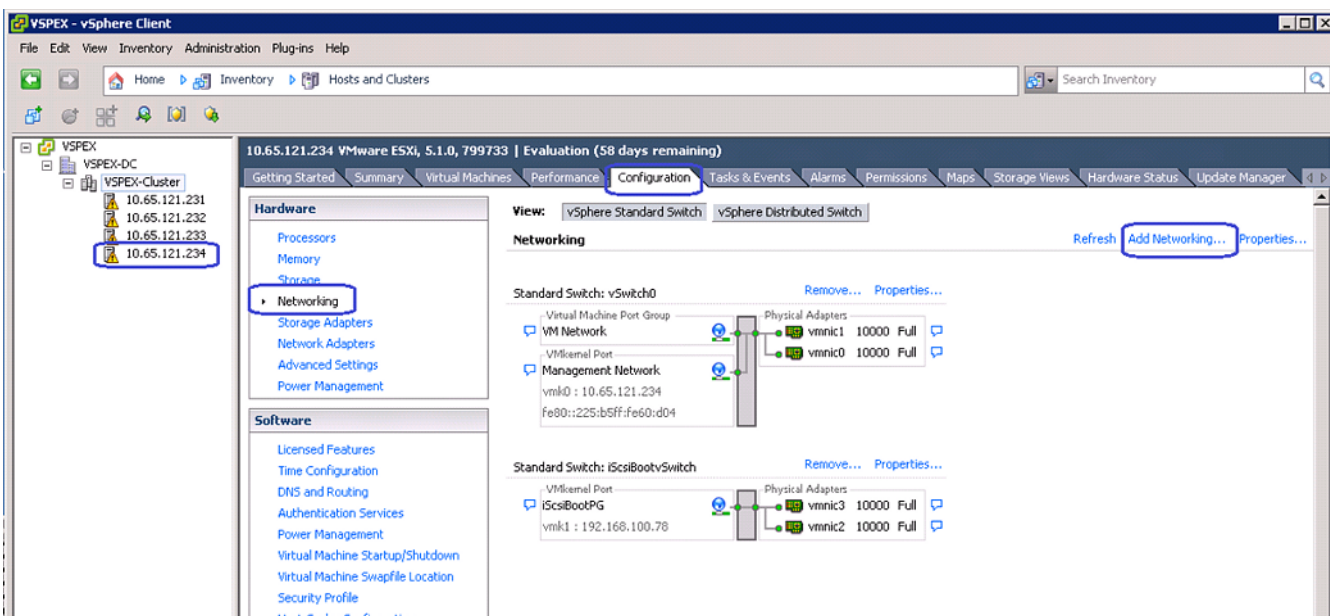 VSPEX - vSphere Client
File Edit View Inventory Administration Plug-ins Help
Home Inventory Hosts and Clusters
Search Inventory
VSPEX
VSPEX-DC
VSPEX-Cluster
10.65.121.231
10.65.121.232
10.65.121.233
10.65.121.234
10.65.121.234 VMware ESXi, 5.1.0, 799733 | Evaluation (58 days remaining)
Getting Started Summary Virtual Machines Performance Configuration Tasks & Events Alarms Permissions Maps Storage Views Hardware Status Update Manager
Hardware
Processors
Memory
Storage
Networking
Storage Adapters
Network Adapters
Advanced Settings
Power Management
Software
Licensed Features
Time Configuration
DNS and Routing
Authentication Services
Power Management
Virtual Machine Startup/Shutdown
Virtual Machine Swapfile Location
Security Profile
View: vSphere Standard Switch vSphere Distributed Switch
Networking
Refresh Add Networking... Properties...
Standard Switch: vSwitch0 Remove... Properties...
Virtual Machine Port Group
VM Network
VMkernel Port
Management Network
vmk0 : 10.65.121.234
fe80::225:b5ff:fe60:d04
Physical Adapters
vmnic1 10000 Full
vmnic0 10000 Full
Standard Switch: iScsiBootvSwitch Remove... Properties...
VMkernel Port
iScsiBootPG
vmk1 : 192.168.100.78
Physical Adapters
vmnic3 10000 Full
vmnic2 10000 Full